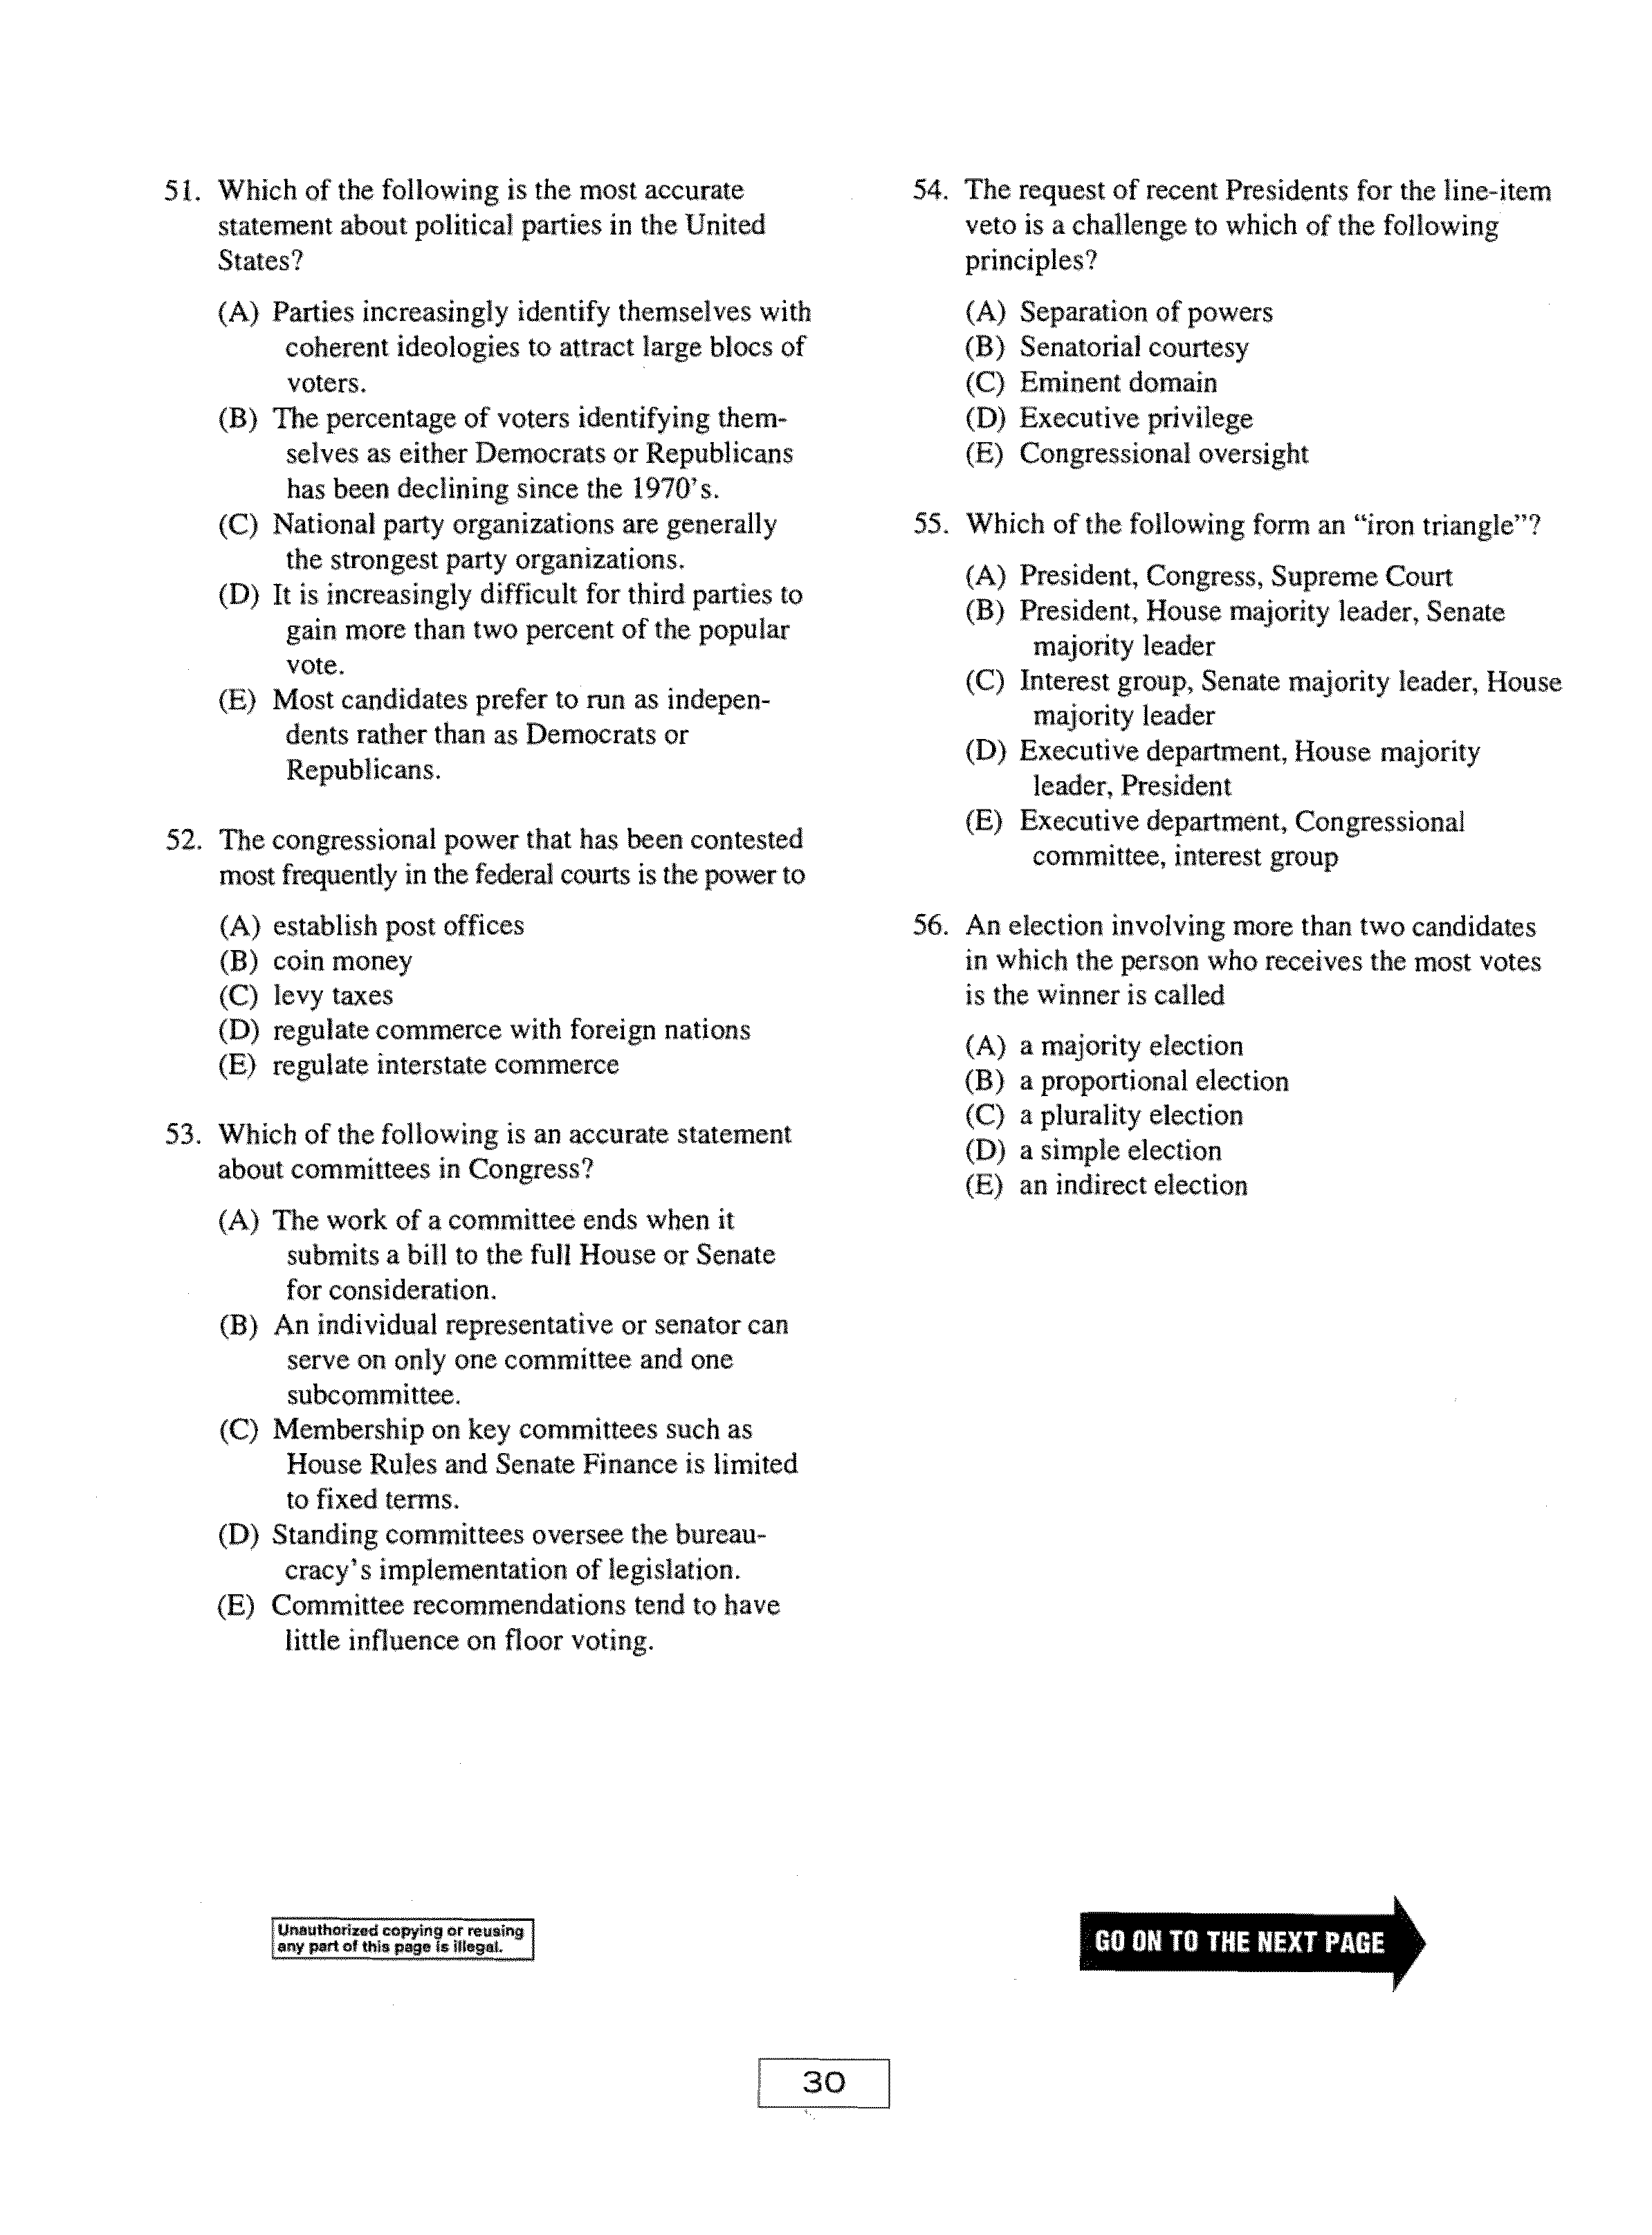 51. Which of the following is the most accurate
statement about political parties in the United
States?
(A) Parties increasingly identify themselves with
coherent ideologies to attract large blocs of
voters.
(B) The percentage of voters identifying them-
selves as either Democrats or Republicans
has been declining since the 1970's.
(C) National party organizations are generally
the strongest party organizations.
(D) It is increasingly difficult for third parties to
gain more than two percent of the popular
vote.
(E) Most candidates prefer to run as indepen-
dents rather than as Democrats or
Republicans.
52. The congressional power that has been contested
most frequently in the federal courts is the power to
(A) establish post offices
(B) coin money
(C) levy taxes
(D) regulate commerce with foreign nations
(E) regulate interstate commerce
53. Which of the following is an accurate statement
about committees in Congress?
(A) The work of a committee ends when it
submits a bill to the full House or Senate
for consideration.
(B) An individual representative or senator can
serve on only one committee and one
subcommittee.
(C) Membership on key committees such as
House Rules and Senate Finance is limited
to fixed terms.
(D) Standing committees oversee the bureau-
cracy's implementation of legislation.
(E) Committee recommendations tend to have
little influence on floor voting.
54. The request of recent Presidents for the line-item
veto is a challenge to which of the following
principles?
(A) Separation of powers
(B) Senatorial courtesy
(C) Eminent domain
(D) Executive privilege
(E) Congressional oversight
55. Which of the following form an “iron triangle”?
(A) President, Congress, Supreme Court
(B) President, House majority leader, Senate
majority leader
(C) Interest group, Senate majority leader, House
majority leader
(D) Executive department, House majority
leader, President
(E) Executive department, Congressional
committee, interest group
56. An election involving more than two candidates
in which the person who receives the most votes
is the winner is called
(A) a majority election
(B) a proportional election
(C) a plurality election
(D) a simple election
(E) an indirect election
Unauthorized copying or reusing
any part of this page is illegal.
GO ON TO THE NEXT PAGE
30